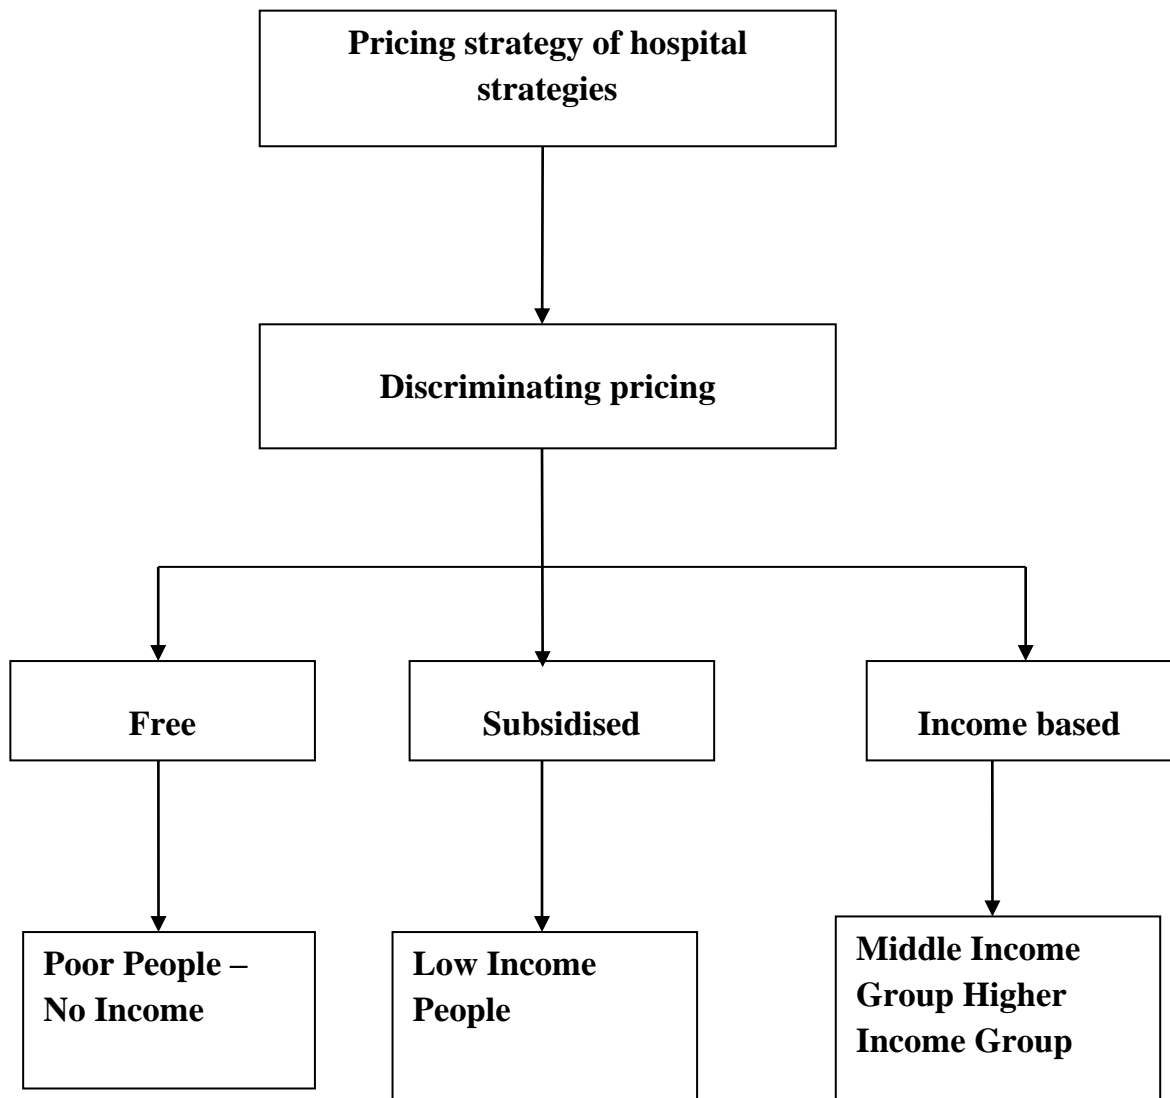 Pricing strategy of hospital
strategies
Discriminating pricing
Free
Subsidised
Income based
Poor People –
No Income
Low Income
People
Middle Income
Group Higher
Income Group